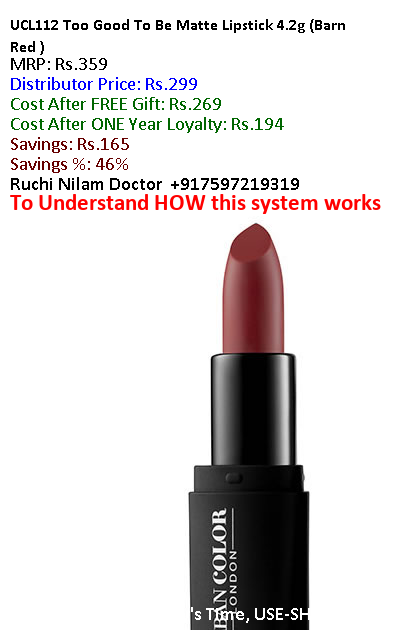 UCL112 Too Good To Be Matte Lipstick 4.2g (Barn
Red )
MRP: Rs.359
Distributor Price: Rs.299
Cost After FREE Gift: Rs.269
Cost After ONE Year Loyalty: Rs.194
Savings: Rs.165
Savings %: 46%
Ruchi Nilam Doctor +917597219319
To Understand HOW this system works
BAN COLOR
LONDON
's Time, USE-SH